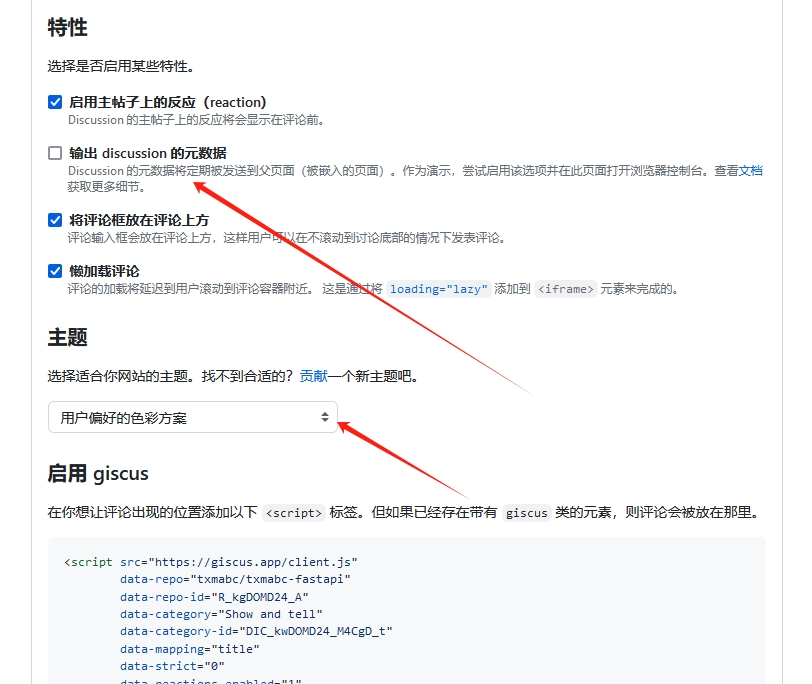 特性
选择是否启用某些特性。
启用主帖子上的反应（reaction）
Discussion 的主帖子上的反应将会显示在评论前。
输出 discussion 的元数据
Discussion 的元数据将定期被发送到父页面（被嵌入的页面）。作为演示，尝试启用该选项并在此页面打开浏览器控制台。查看文档
获取更多细节。
将评论框放在评论上方
评论输入框会放在评论上方，这样用户可以在不滚动到讨论底部的情况下发表评论。
懒加载评论
评论的加载将延迟到用户滚动到评论容器附近。 这是通过将 loading="lazy" 添加到 <iframe> 元素来完成的。
主题
选择适合你网站的主题。找不到合适的？贡献一个新主题吧。
用户偏好的色彩方案
启用 giscus
在你想让评论出现的位置添加以下 <script> 标签。但如果已经存在带有 giscus 类的元素，则评论会被放在那里。
<script src="https://giscus.app/client.js"
data-repo="txmabc/txmabc-fastapi"
data-repo-id="R_kgDOMD24_A"
data-category="Show and tell"
data-category-id="DIC_kwDOMD24_M4CgD_t"
data-mapping="title"
data-strict="0"
data-reactions-enabled="1"